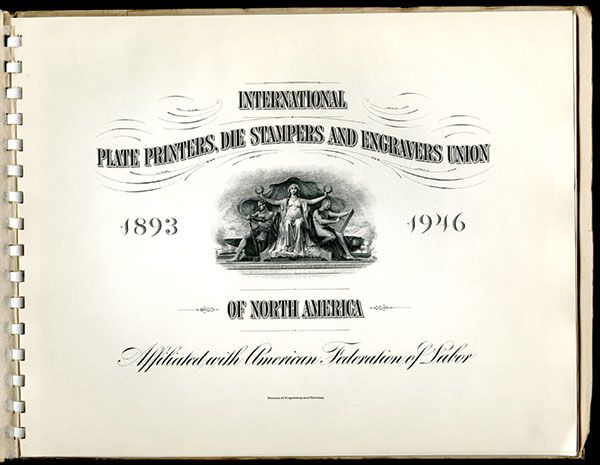 INTERNATIONAL
PLATE PRINTERS, DIE STAMPERS AND ENGRAVERS UNION
1893 1946
OF NORTH AMERICA
Affiliated with American Federation of Labor
Bureau of Engraving and Printing